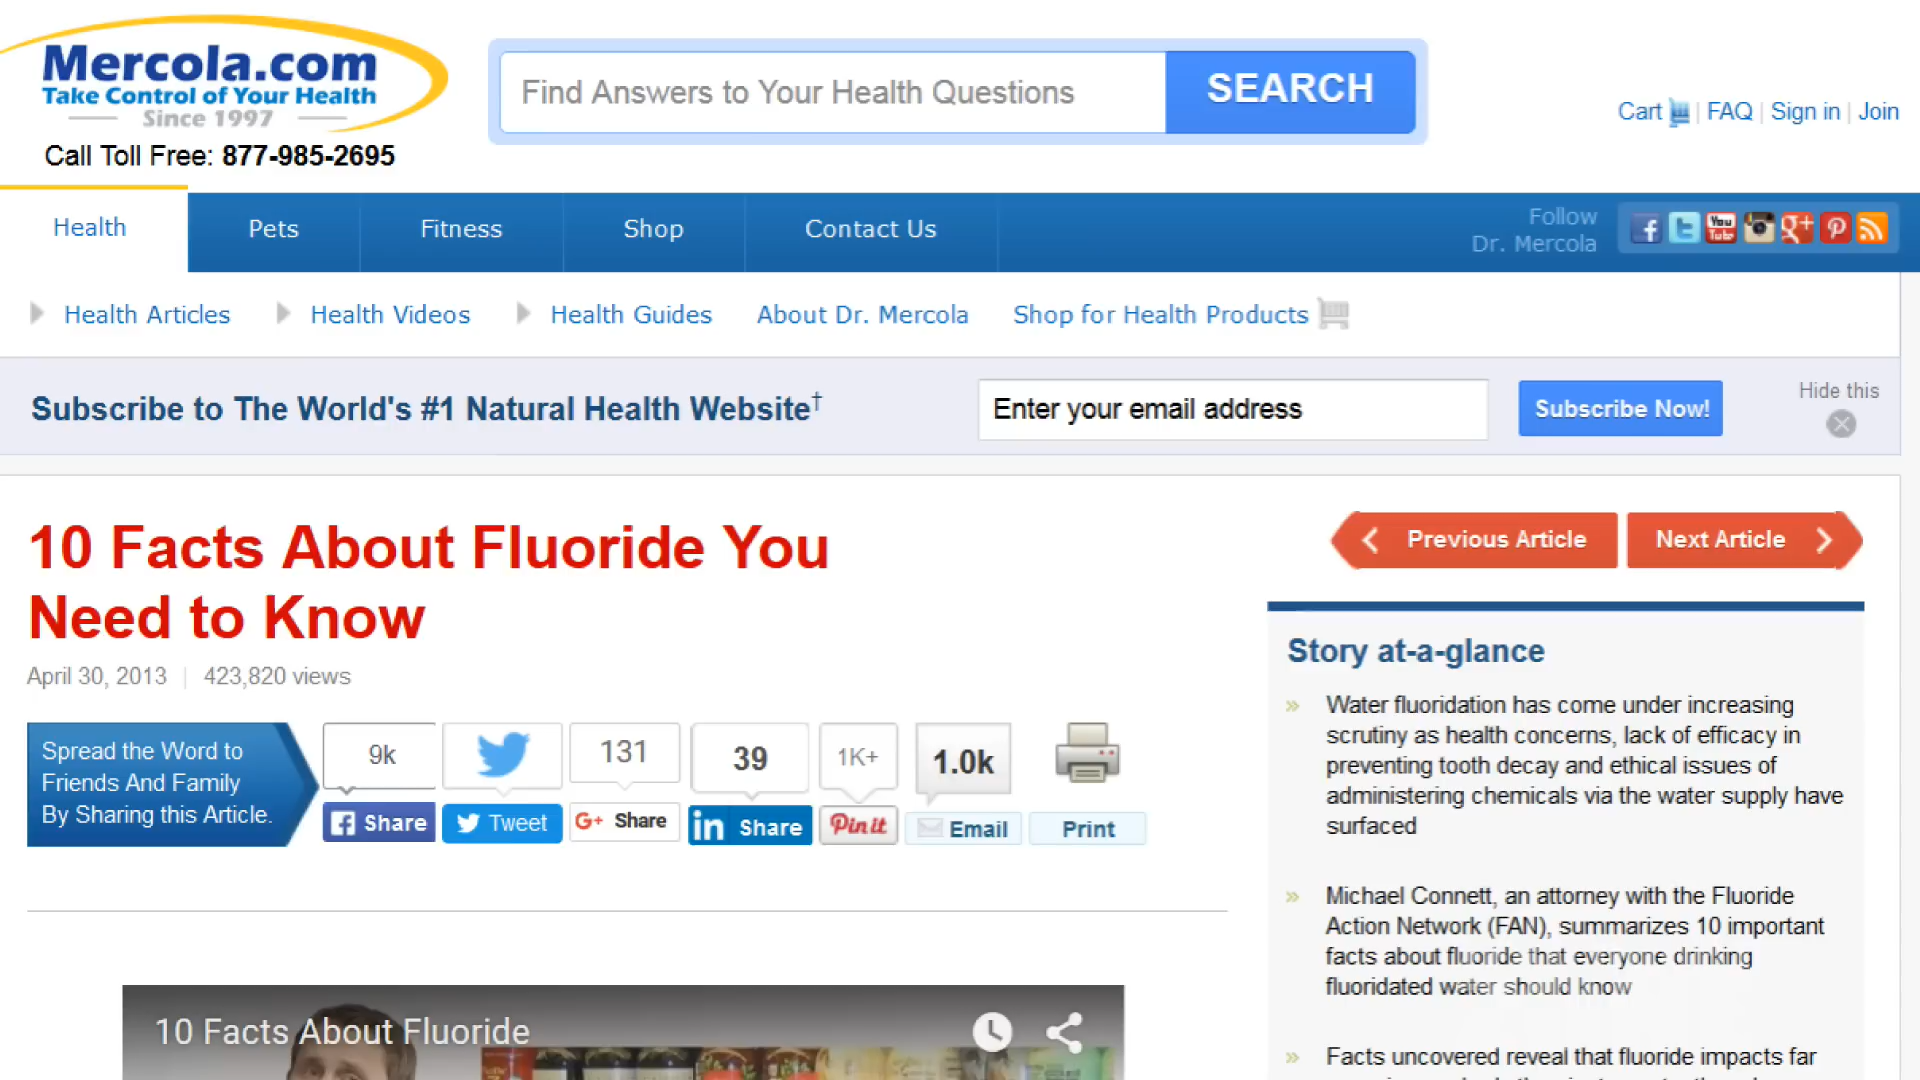 Mercola.com
Take Control of Your Health
Since 1997
Call Toll Free: 877-985-2695
Find Answers to Your Health Questions
SEARCH
Cart | FAQ | Sign in | Join
Health
Pets
Fitness
Shop
Contact Us
Follow
Dr. Mercola
You
Tube
Health Articles
Health Videos
Health Guides
About Dr. Mercola
Shop for Health Products
Subscribe to The World's #1 Natural Health Website†
Enter your email address
Subscribe Now!
Hide this
10 Facts About Fluoride You
Need to Know
April 30, 2013 | 423,820 views
Spread the Word to
Friends And Family
By Sharing this Article.
9k
131
39
1K+
1.0k
Share
Tweet
G+ Share
in Share
Pin it
Email
Print
10 Facts About Fluoride
Previous Article
Next Article
Story at-a-glance
Water fluoridation has come under increasing
scrutiny as health concerns, lack of efficacy in
preventing tooth decay and ethical issues of
administering chemicals via the water supply have
surfaced
Michael Connett, an attorney with the Fluoride
Action Network (FAN), summarizes 10 important
facts about fluoride that everyone drinking
fluoridated water should know
Facts uncovered reveal that fluoride impacts far